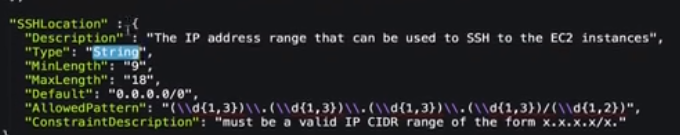 "SSHLocation" : {
"Description": "The IP address range that can be used to SSH to the EC2 instances",
"Type": "String",
"MinLength": "9",
"MaxLength": "18",
"Default": "0.0.0.0/0",
"AllowedPattern": "(\\d{1,3})\\.(\\d{1,3})\\.(\\d{1,3})\\.(\\d{1,3})/(\\d{1,2})",
"ConstraintDescription": "must be a valid IP CIDR range of the form x.x.x.x/x."